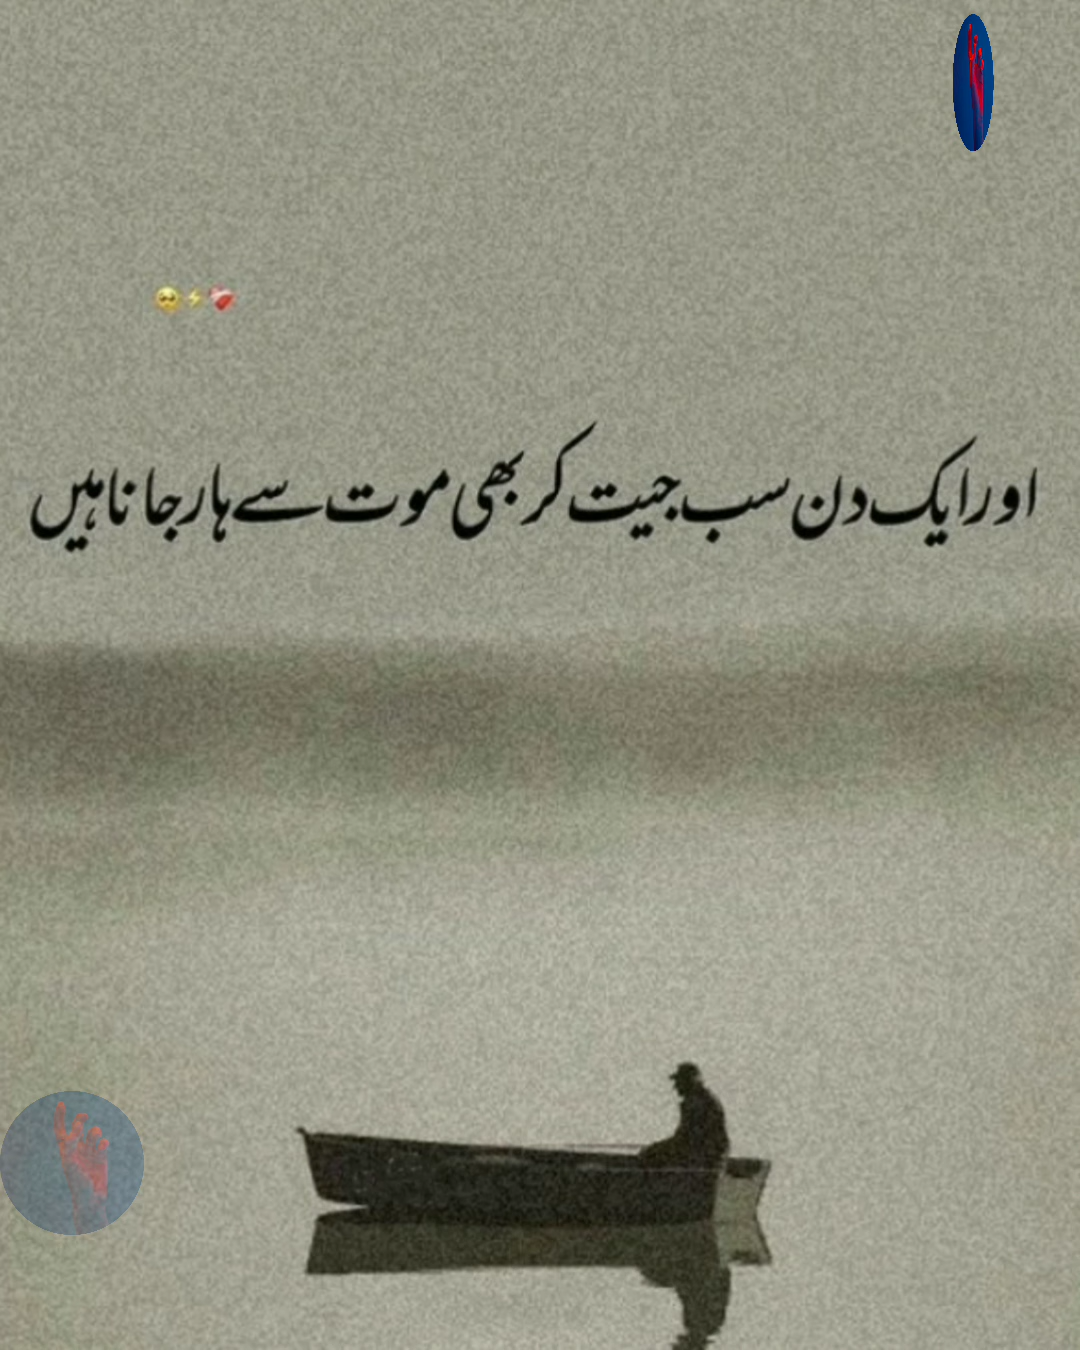 🥺⚡❤️‍🩹
اور ایک دن سب جیت کر بھی موت سے ہار جانا ہیں